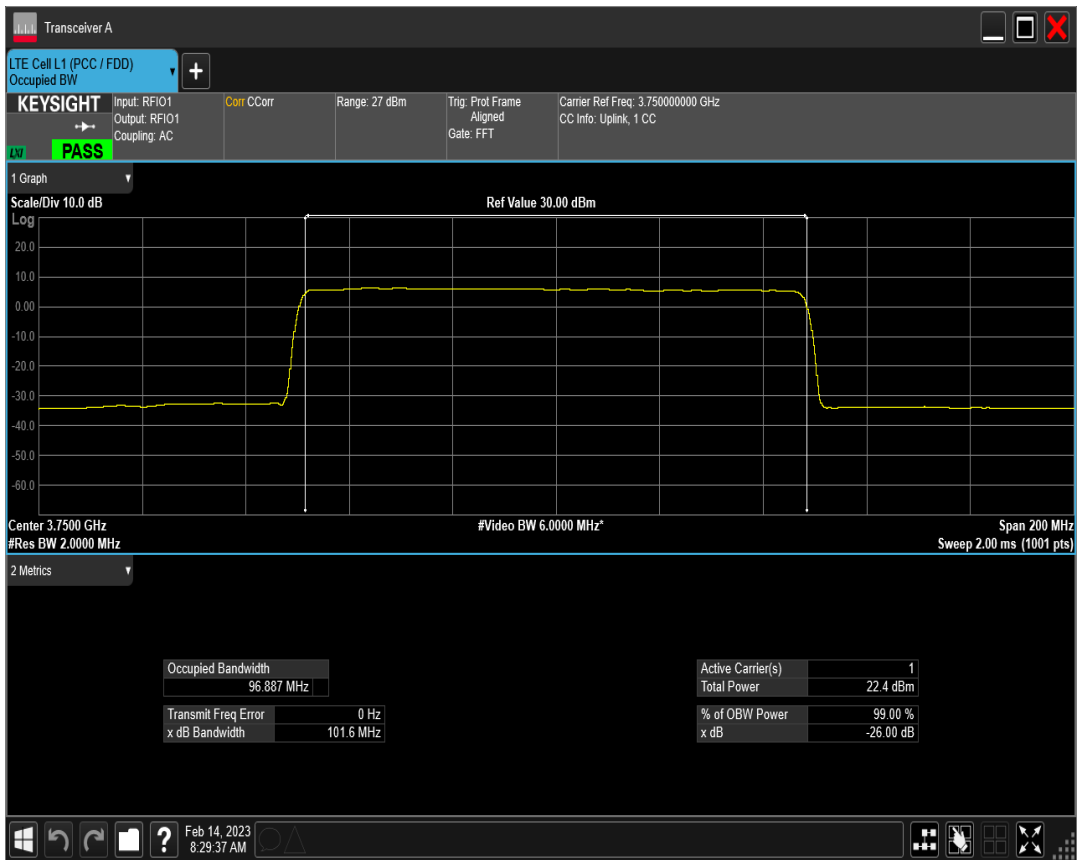 Transceiver A
LTE Cell L1 (PCC / FDD)
Occupied BW
+
KEYSIGHT
LXI
PASS
Input: RFIO1
Output: RFIO1
Coupling: AC
Corr CCorr
Range: 27 dBm
Trig: Prot Frame
Aligned
Gate: FFT
Carrier Ref Freq: 3.750000000 GHz
CC Info: Uplink, 1 CC
1 Graph
Scale/Div 10.0 dB
Ref Value 30.00 dBm
Log
20.0
10.0
0.00
-10.0
-20.0
-30.0
-40.0
-50.0
-60.0
Center 3.7500 GHz
#Video BW 6.0000 MHz*
Span 200 MHz
#Res BW 2.0000 MHz
Sweep 2.00 ms (1001 pts)
2 Metrics
Occupied Bandwidth
96.887 MHz
Transmit Freq Error 0 Hz
x dB Bandwidth 101.6 MHz
Active Carrier(s) 1
Total Power 22.4 dBm
% of OBW Power 99.00 %
x dB -26.00 dB
?
Feb 14, 2023
8:29:37 AM